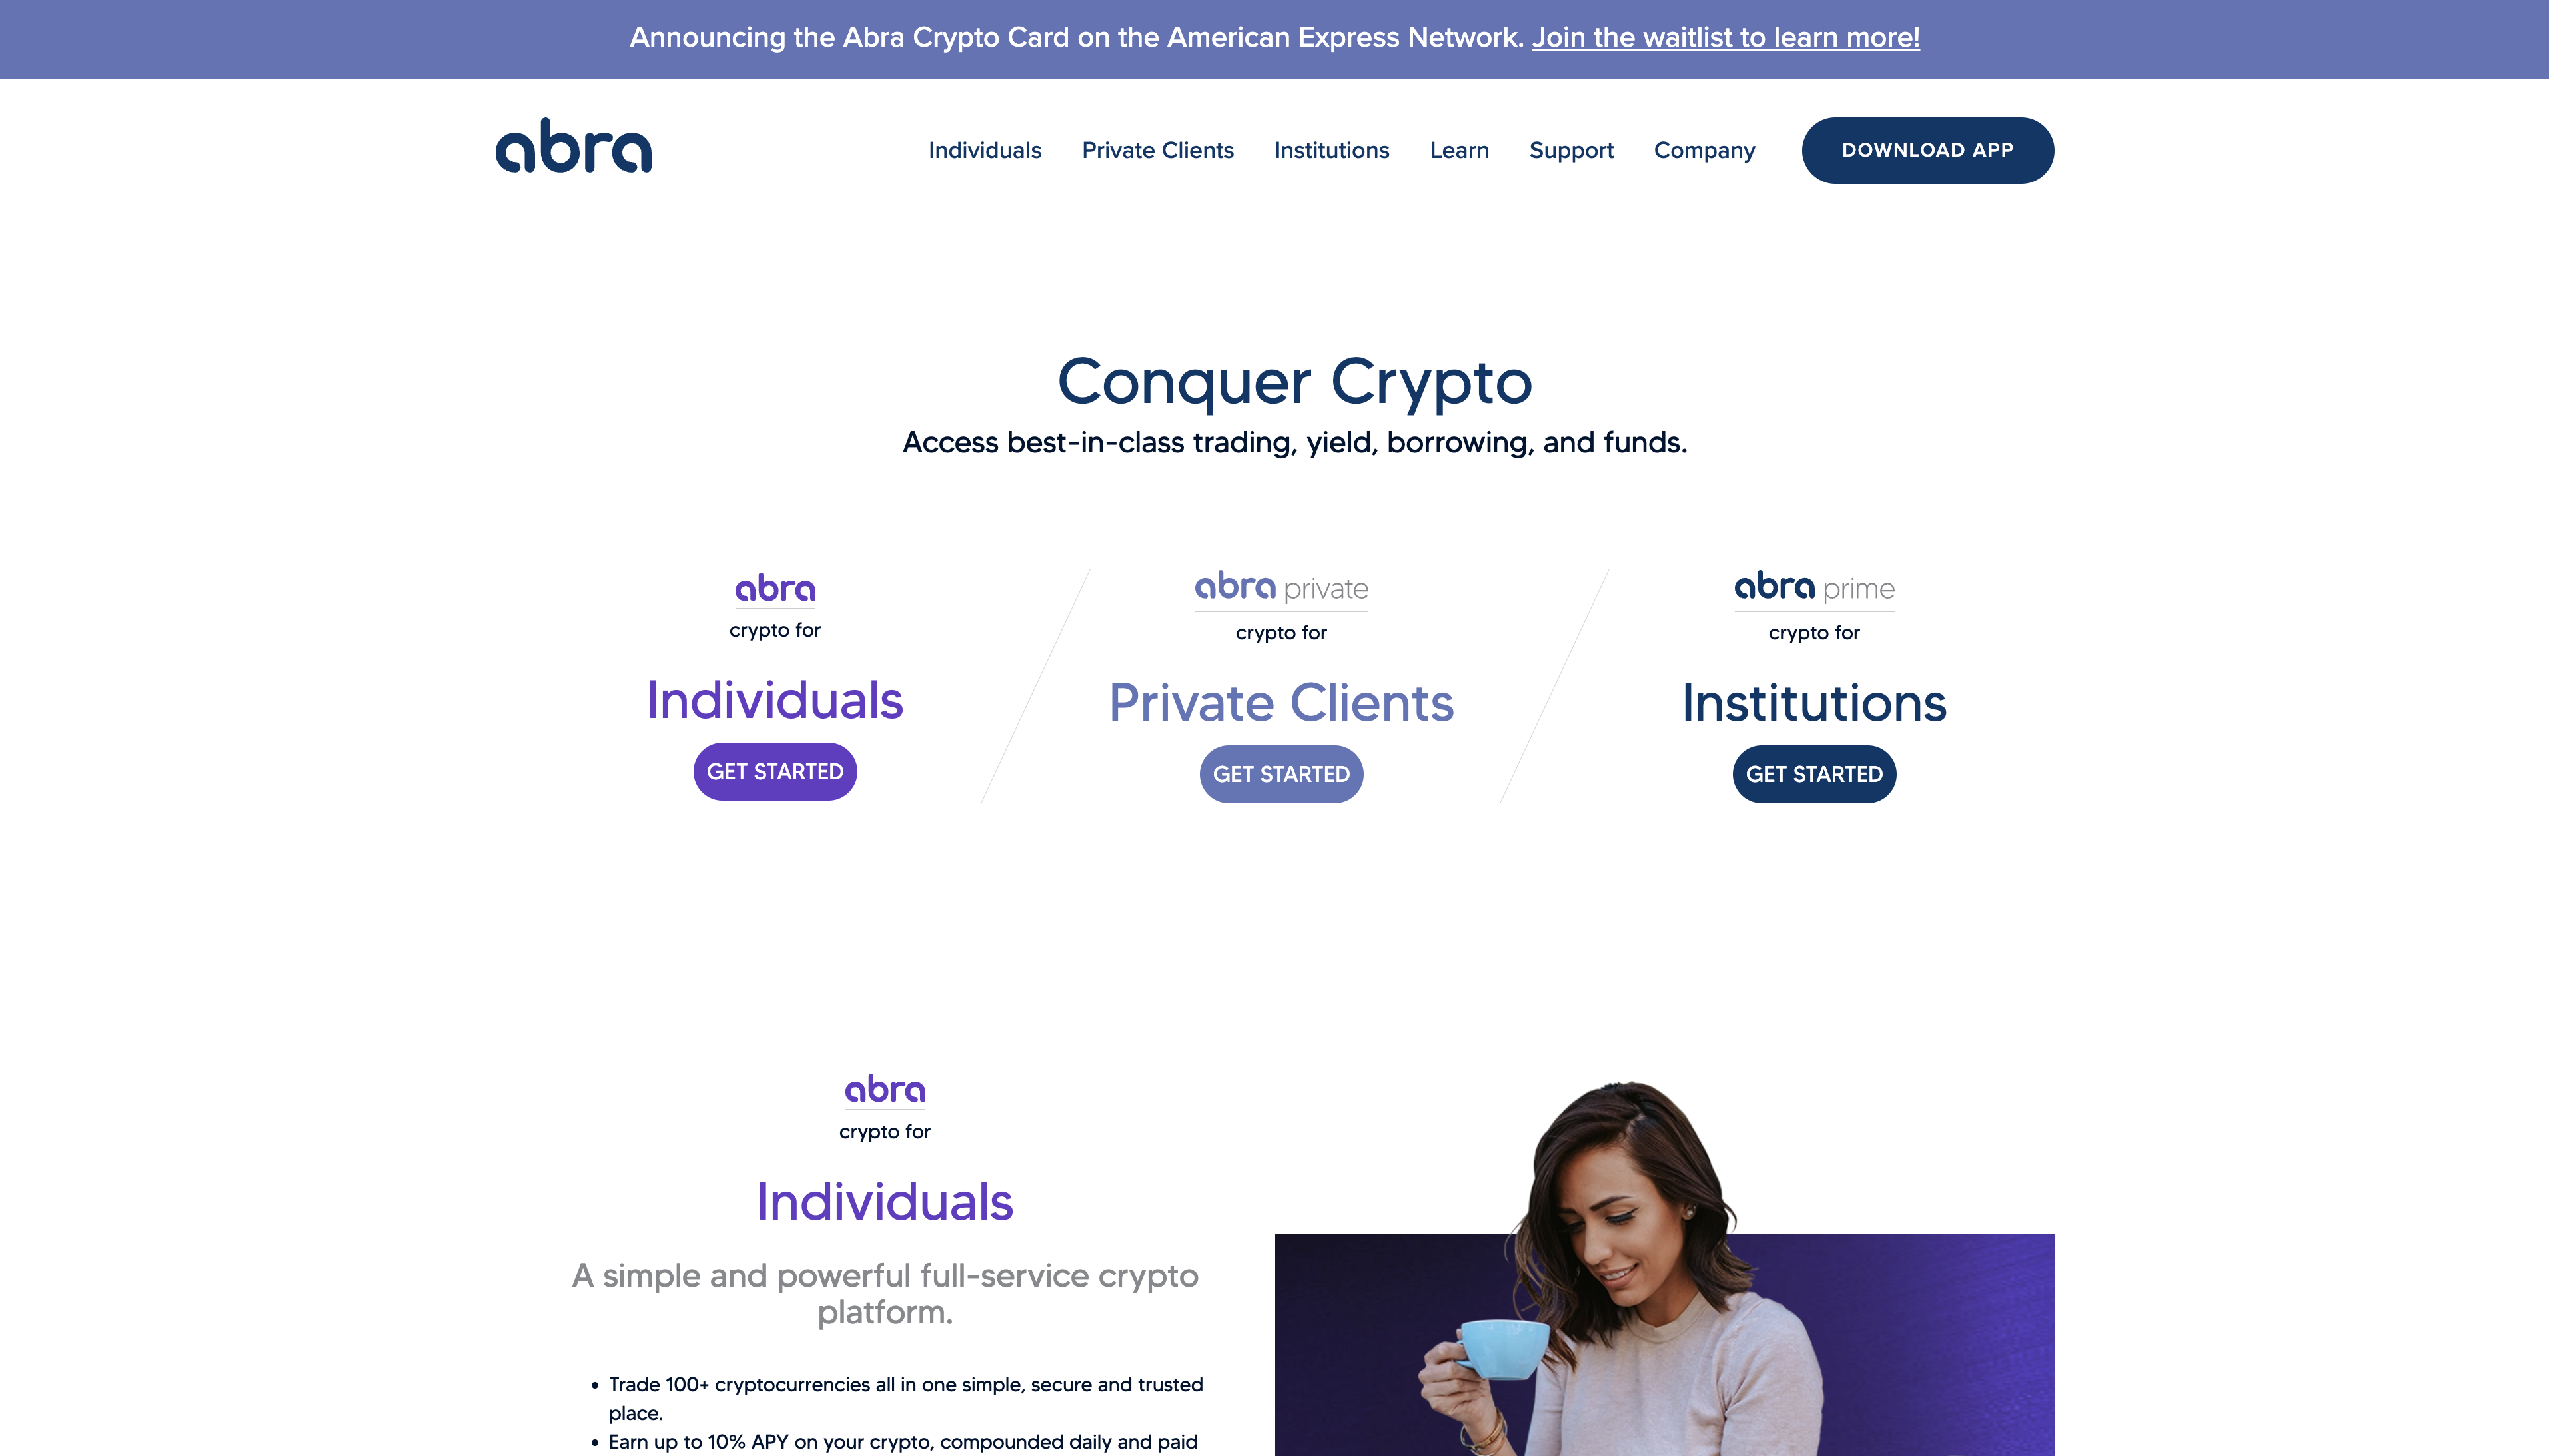 Announcing the Abra Crypto Card on the American Express Network. Join the waitlist to learn more!
abra
Individuals
Private Clients
Institutions
Learn
Support
Company
DOWNLOAD APP
Conquer Crypto
Access best-in-class trading, yield, borrowing, and funds.
abra
crypto for
Individuals
GET STARTED
abra private
crypto for
Private Clients
GET STARTED
abra prime
crypto for
Institutions
GET STARTED
abra
crypto for
Individuals
A simple and powerful full-service crypto
platform.
• Trade 100+ cryptocurrencies all in one simple, secure and trusted
place.
• Earn up to 10% APY on your crypto, compounded daily and paid